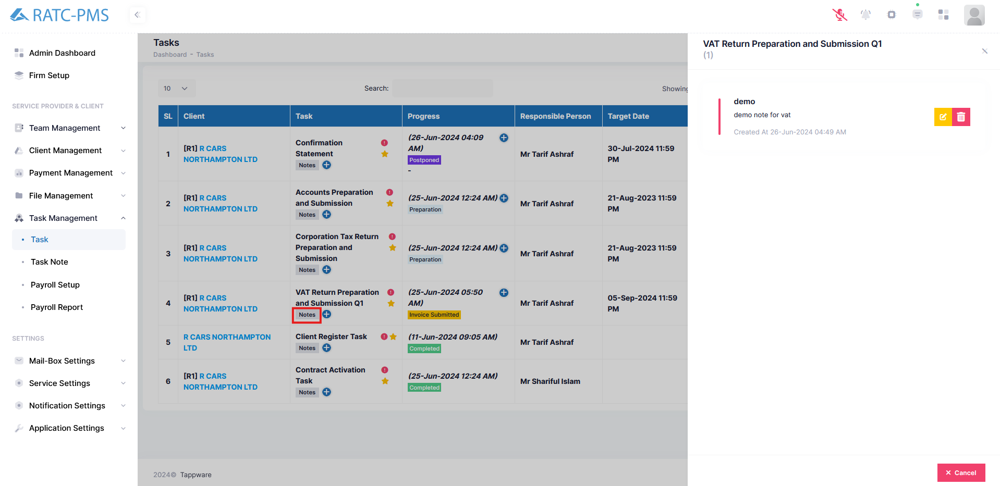 RATC-PMS
Admin Dashboard
Firm Setup
SERVICE PROVIDER & CLIENT
Team Management
Client Management
Payment Management
File Management
Task Management
Task
Task Note
Payroll Setup
Payroll Report
SETTINGS
Mail-Box Settings
Service Settings
Notification Settings
Application Settings
Tasks
Dashboard - Tasks
10
Search:
Showing
SL Client Task Progress Responsible Person Target Date
1
[R1] R CARS
NORTHAMPTON LTD
Confirmation
Statement
Notes
(26-Jun-2024 04:09
AM)
Postponed
-
Mr Tarif Ashraf
30-Jul-2024 11:59
PM
2
[R1] R CARS
NORTHAMPTON LTD
Accounts Preparation
and Submission
Notes
(25-Jun-2024 12:24 AM)
Preparation
Mr Tarif Ashraf
21-Aug-2023 11:59
PM
3
[R1] R CARS
NORTHAMPTON LTD
Corporation Tax Return
Preparation and
Submission
Notes
(25-Jun-2024 12:24 AM)
Preparation
Mr Tarif Ashraf
21-Aug-2023 11:59
PM
4
[R1] R CARS
NORTHAMPTON LTD
VAT Return Preparation
and Submission Q1
Notes
(25-Jun-2024 05:50
AM)
Invoice Submitted
Mr Tarif Ashraf
05-Sep-2024 11:59
PM
5
R CARS NORTHAMPTON
LTD
Client Register Task
Notes
(11-Jun-2024 09:05 AM)
Completed
Mr Tarif Ashraf
6
[R1] R CARS
NORTHAMPTON LTD
Contract Activation
Task
Notes
(25-Jun-2024 12:24 AM)
Completed
Mr Shariful Islam
2024© Tappware
VAT Return Preparation and Submission Q1
(1)
demo
demo note for vat
Created At 26-Jun-2024 04:49 AM
Cancel